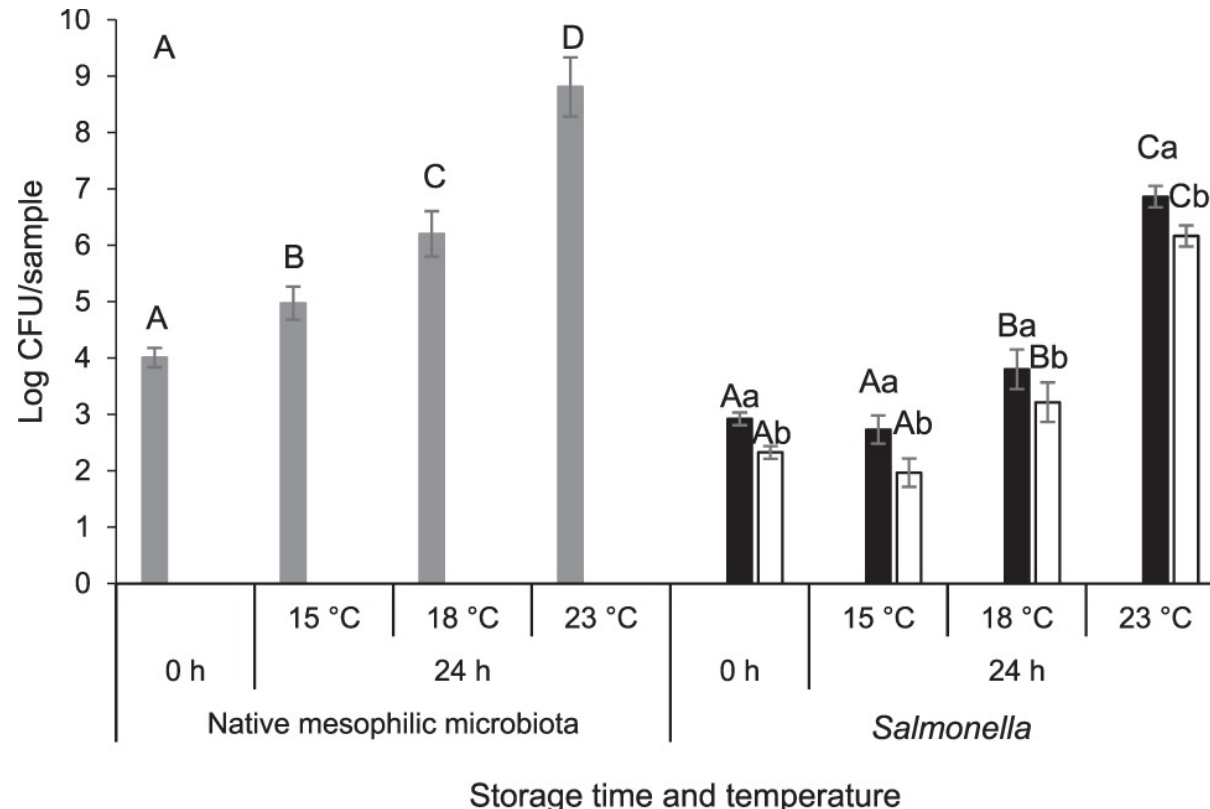 10
9
8
7
6
5
4
3
2
1
0
Log CFU/sample
A
A
B
C
D
Aa
Ab
Aa
Ab
Ba
Bb
Ca
Cb
15 °C 18 °C 23 °C 15 °C 18 °C 23 °C
0 h 24 h 0 h 24 h
Native mesophilic microbiota Salmonella
Storage time and temperature